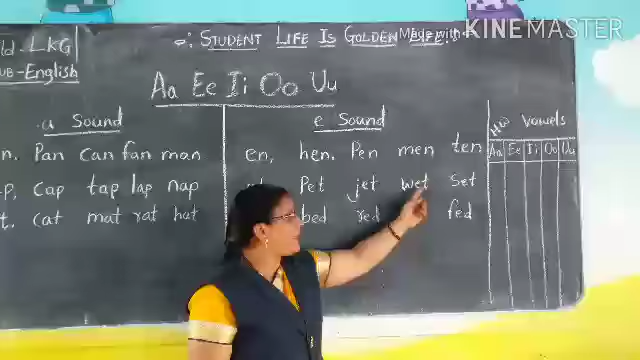 Made with
KINEMASTER
LKG
English
STUDENT LIFE IS GOLDEN LIFE
Aa Ee Ii Oo Uu
a Sound
e Sound
HW Vowels
Pan Can fan man
en, hen. Pen men ten
Aa Ee Ii Oo Uu
Cap tap lap nap
Pet jet wet Set
cat mat rat hat
bed red fed